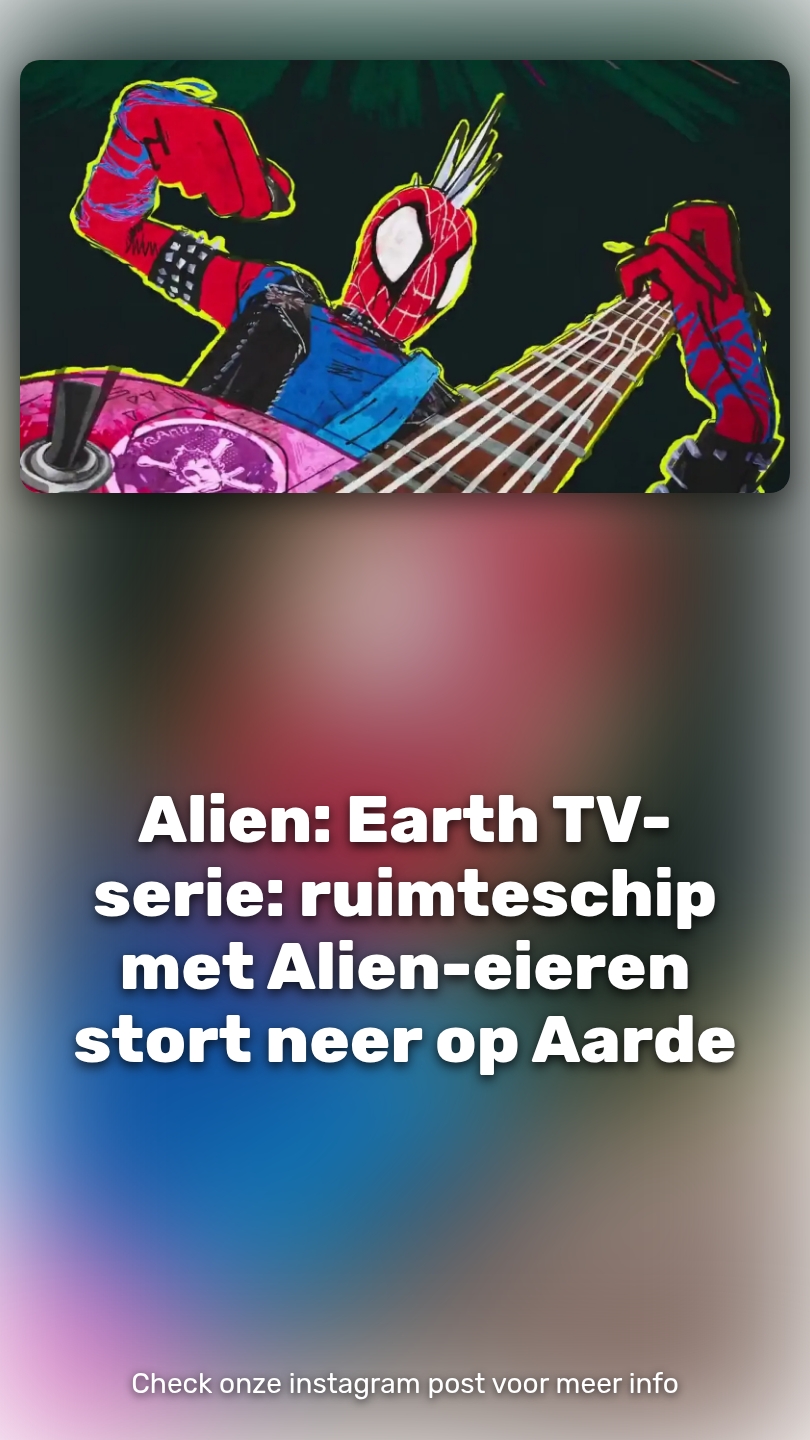 Alien: Earth TV-
serie: ruimteschip
met Alien-eieren
stort neer op Aarde
Check onze instagram post voor meer info